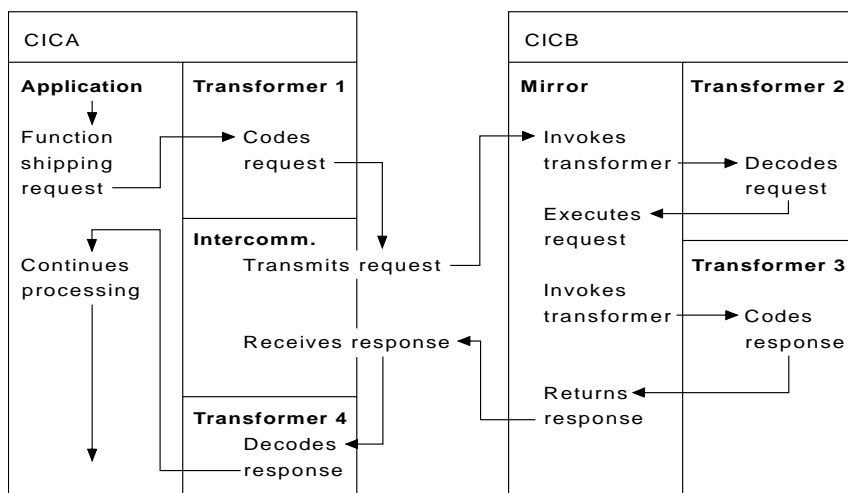 CICA
Application
Function
shipping
request
Continues
processing
Transformer 1
Codes
request
Intercomm.
Transmits request
Receives response
Transformer 4
Decodes
response
CICB
Mirror
Invokes
transformer
Executes
request
Invokes
transformer
Returns
response
Transformer 2
Decodes
request
Transformer 3
Codes
response